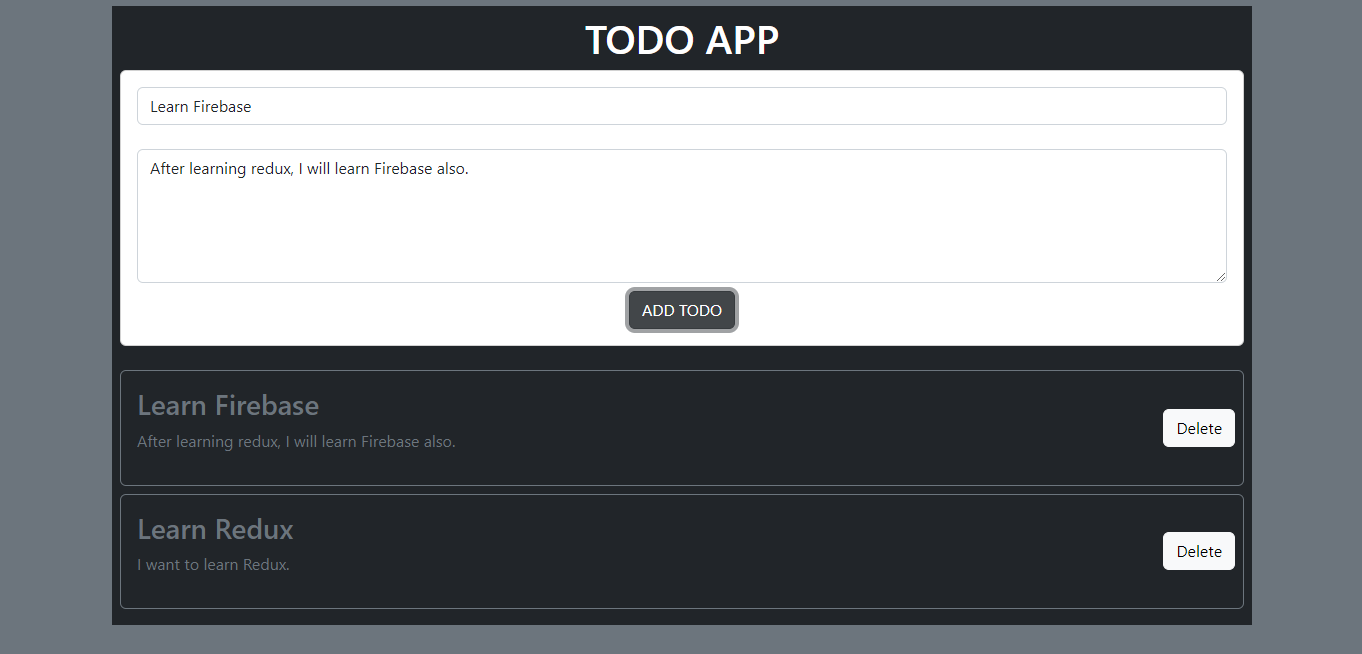 TODO APP
Learn Firebase
After learning redux, I will learn Firebase also.
ADD TODO
Learn Firebase
After learning redux, I will learn Firebase also.
Delete
Learn Redux
I want to learn Redux.
Delete